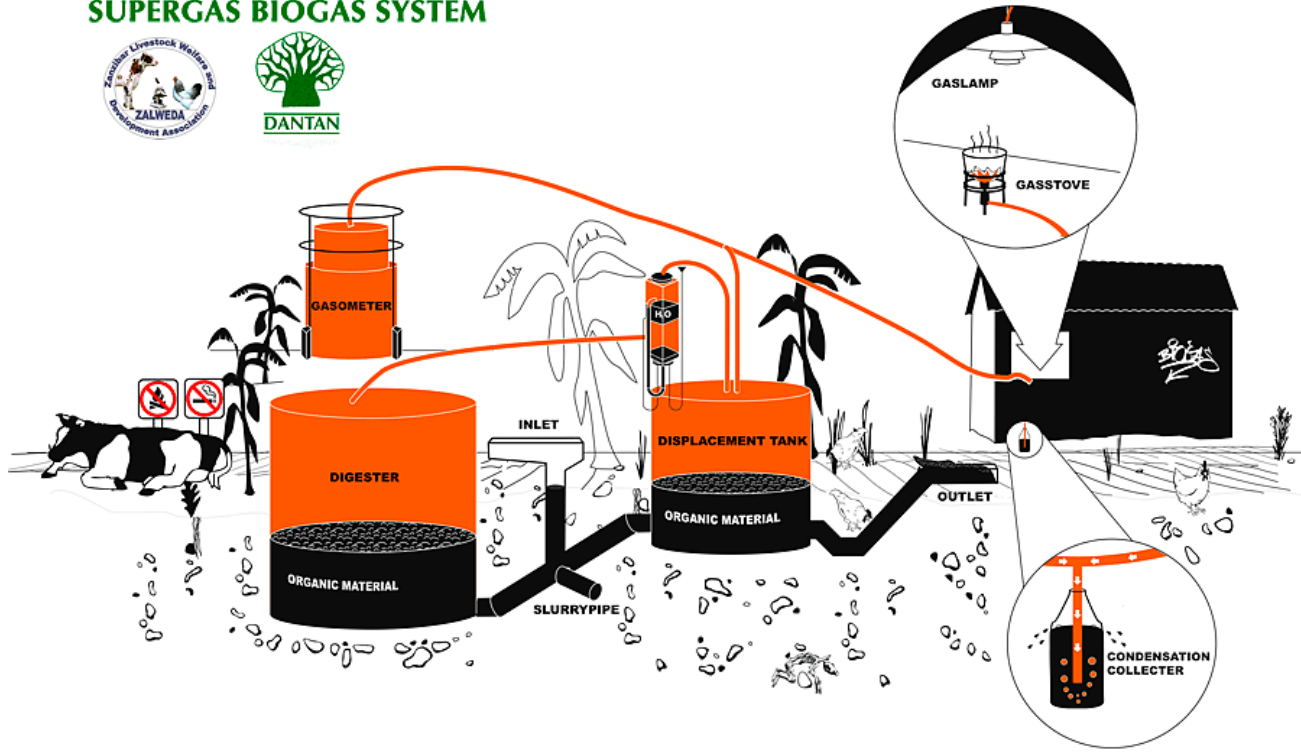 SUPERGAS BIOGAS SYSTEM
Zanzibar Livestock Welfare and
Development Association
ZALWEDA
DANTAN
GASLAMP
GASSTOVE
GASOMETER
H2O
BIOGAS
INLET
DISPLACEMENT TANK
DIGESTER
OUTLET
ORGANIC MATERIAL
ORGANIC MATERIAL
SLURRYPIPE
CONDENSATION
COLLECTER